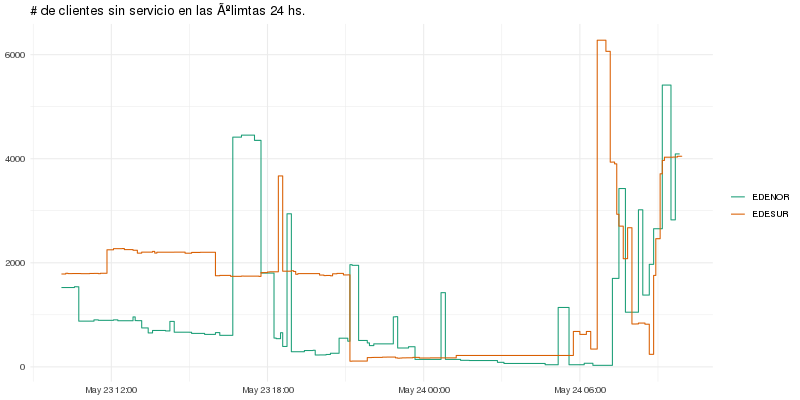 # de clientes sin servicio en las Ãºlimtas 24 hs.
6000
4000
2000
0
May 23 12:00
May 23 18:00
May 24 00:00
May 24 06:00
EDENOR
EDESUR